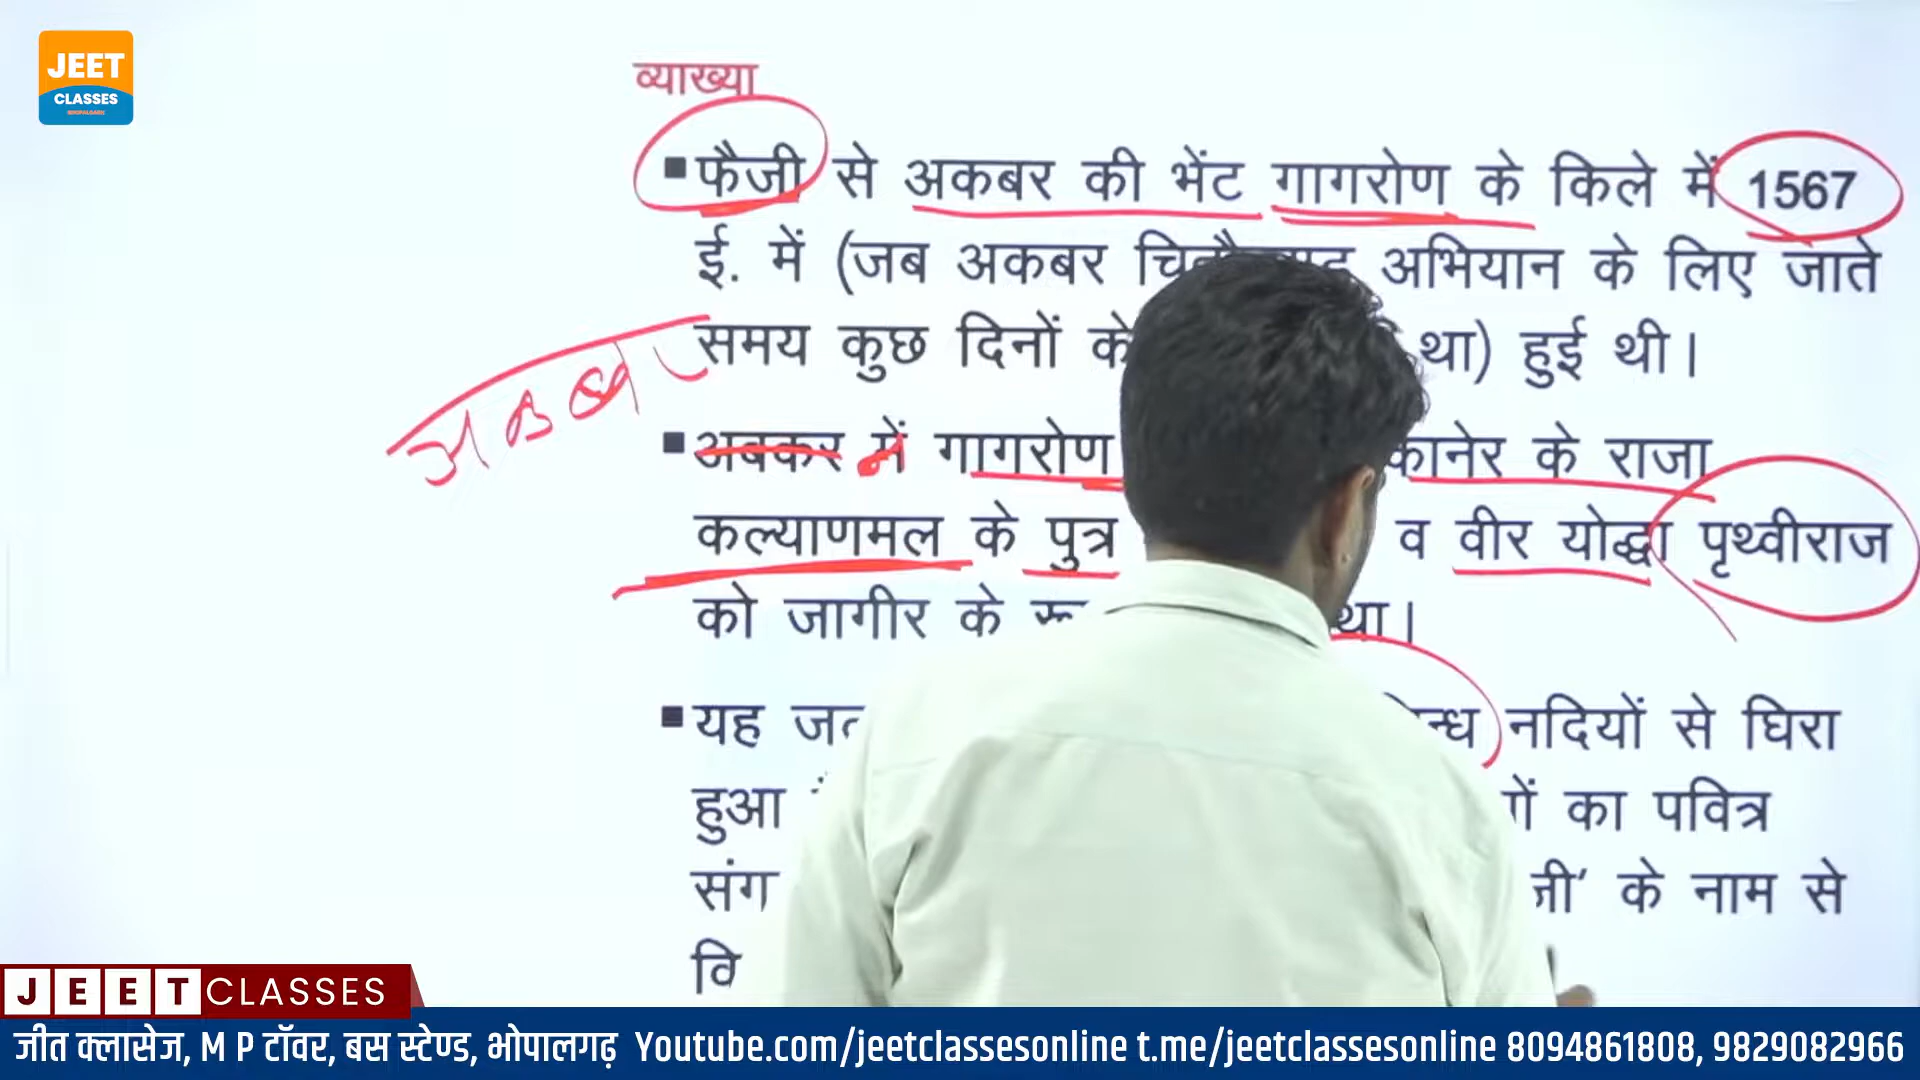 JEET
CLASSES
व्याख्या
▪फैजी से अकबर की भेंट गागरोण के किले में 1567
ई. में (जब अकबर अभियान के लिए जाते
समय कुछ दिनों के था) हुई थी।
अकबर
▪अबकर में गागरोण के राजा
कल्याणमल के पुत्र व वीर योद्धा पृथ्वीराज
को जागीर के था।
▪यह नदियों से घिरा
हुआ का पवित्र
के नाम से
JEET CLASSES
जीत क्लासेज, M P टॉवर, बस स्टेण्ड, भोपालगढ़ Youtube.com/jeetclassesonline t.me/jeetclassesonline 8094861808, 9829082966